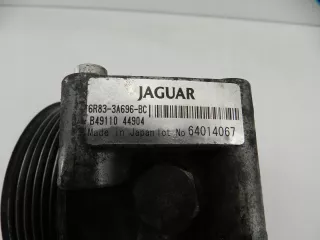 JAGUAR
6R83-3A696-BC
B49110 44904
Made in Japan Lot No 64014067